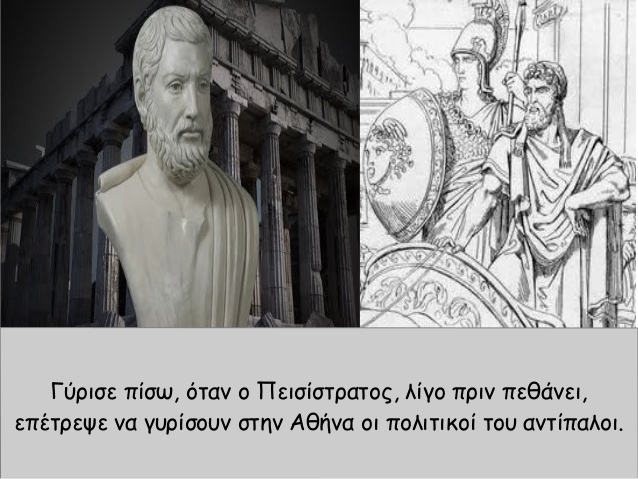 Γύρισε πίσω, όταν ο Πεισίστρατος, λίγο πριν πεθάνει,
επέτρεψε να γυρίσουν στην Αθήνα οι πολιτικοί του αντίπαλοι.